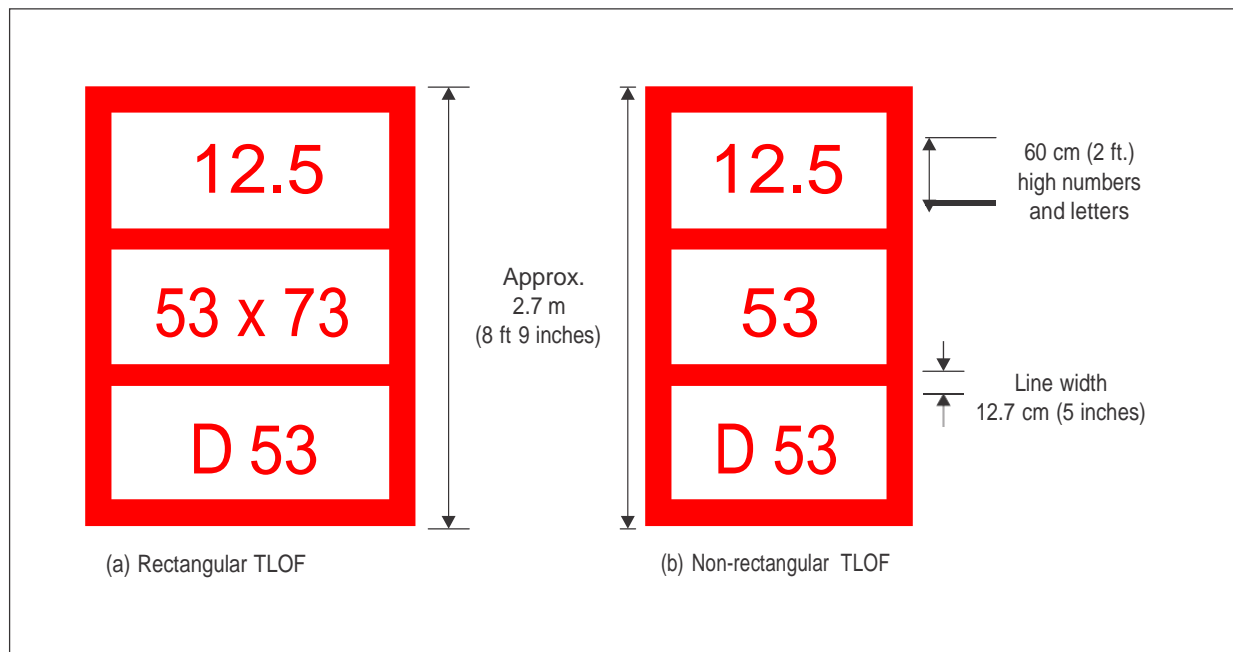 12.5
53 x 73
D 53
Approx.
2.7 m
(8 ft 9 inches)
12.5
53
D 53
60 cm (2 ft.)
high numbers
and letters
Line width
12.7 cm (5 inches)
(a) Rectangular TLOF
(b) Non-rectangular TLOF